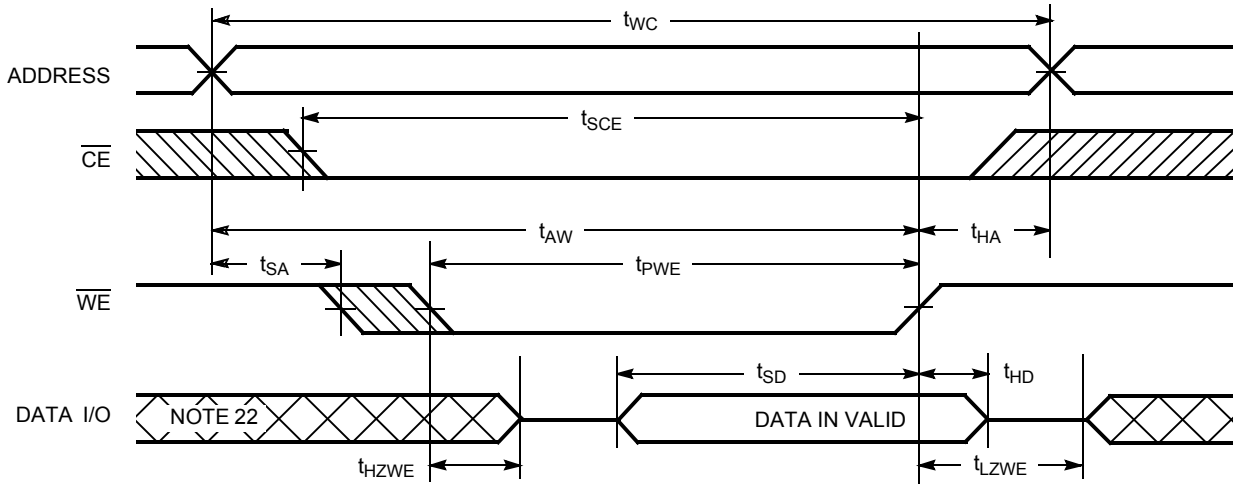 tWC
ADDRESS
tSCE
CE
tAW
tHA
tSA
tPWE
WE
tSD
tHD
DATA I/O
NOTE 22
DATA IN VALID
tHZWE
tLZWE